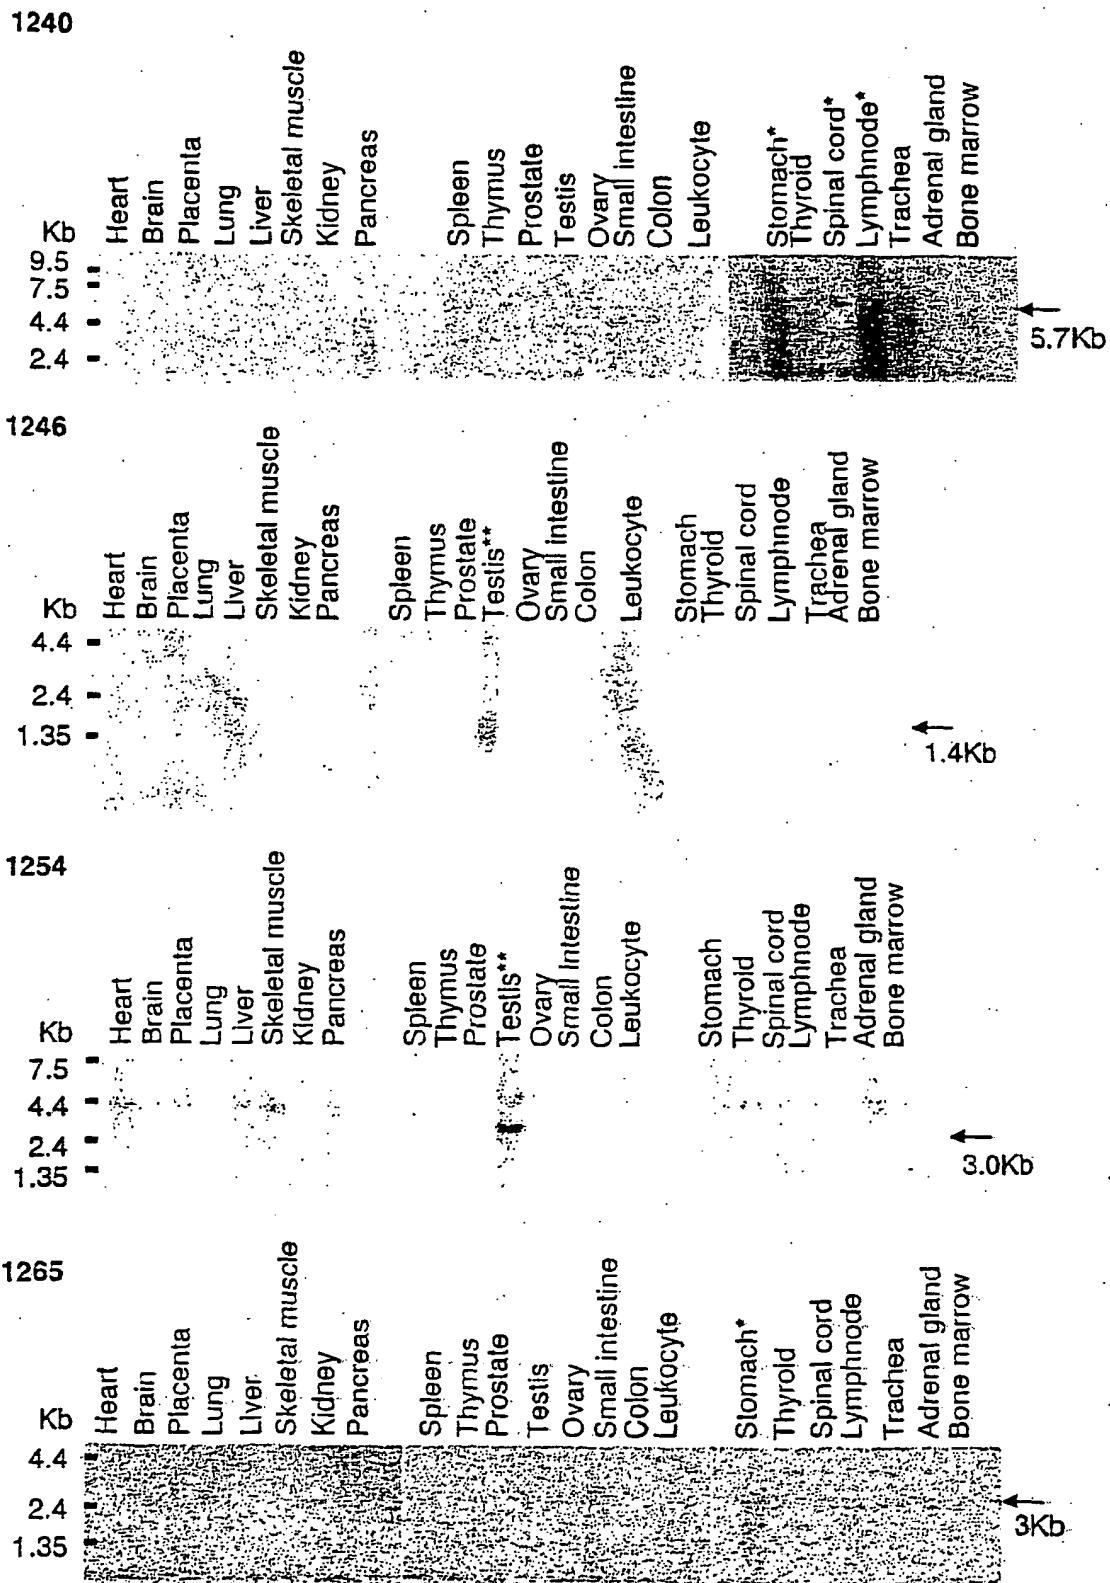 1240
Heart Brain Placenta Lung Liver Skeletal muscle Kidney Pancreas Spleen Thymus Prostate Testis Ovary Small intestine Colon Leukocyte Stomach* Thyroid Spinal cord* Lymphnode* Trachea Adrenal gland Bone marrow
Kb
9.5
7.5
4.4
2.4
5.7Kb
1246
Heart Brain Placenta Lung Liver Skeletal muscle Kidney Pancreas Spleen Thymus Prostate Testis** Ovary Small intestine Colon Leukocyte Stomach Thyroid Spinal cord Lymphnode Trachea Adrenal gland Bone marrow
Kb
4.4
2.4
1.35
1.4Kb
1254
Heart Brain Placenta Lung Liver Skeletal muscle Kidney Pancreas Spleen Thymus Prostate Testis** Ovary Small Intestine Colon Leukocyte Stomach Thyroid Spinal cord Lymphnode Trachea Adrenal gland Bone marrow
Kb
7.5
4.4
2.4
1.35
3.0Kb
1265
Heart Brain Placenta Lung Liver Skeletal muscle Kidney Pancreas Spleen Thymus Prostate Testis Ovary Small intestine Colon Leukocyte Stomach* Thyroid Spinal cord Lymphnode Trachea Adrenal gland Bone marrow
Kb
4.4
2.4
1.35
3Kb